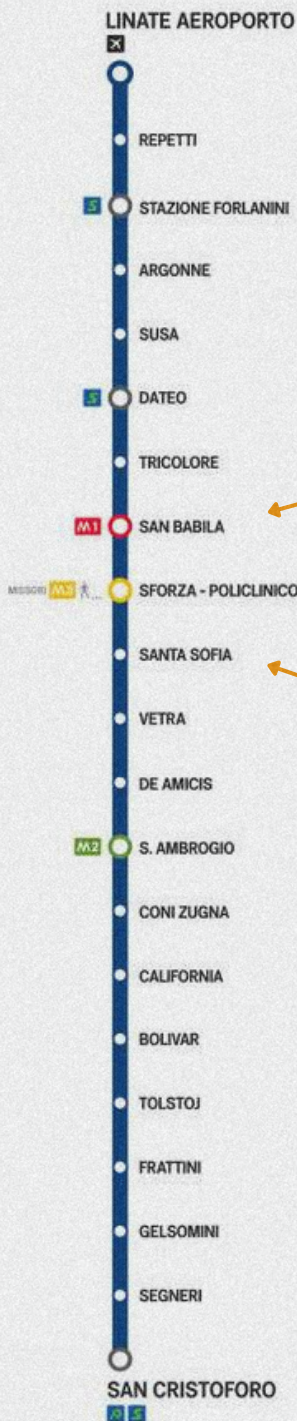 LINATE AEROPORTO
REPETTI
S STAZIONE FORLANINI
ARGONNE
SUSA
S DATEO
TRICOLORE
M1 SAN BABILA
MISSORI M3 SFORZA - POLICLINICO
SANTA SOFIA
VETRA
DE AMICIS
M2 S. AMBROGIO
CONI ZUGNA
CALIFORNIA
BOLIVAR
TOLSTOJ
FRATTINI
GELSOMINI
SEGNERI
SAN CRISTOFORO
R S